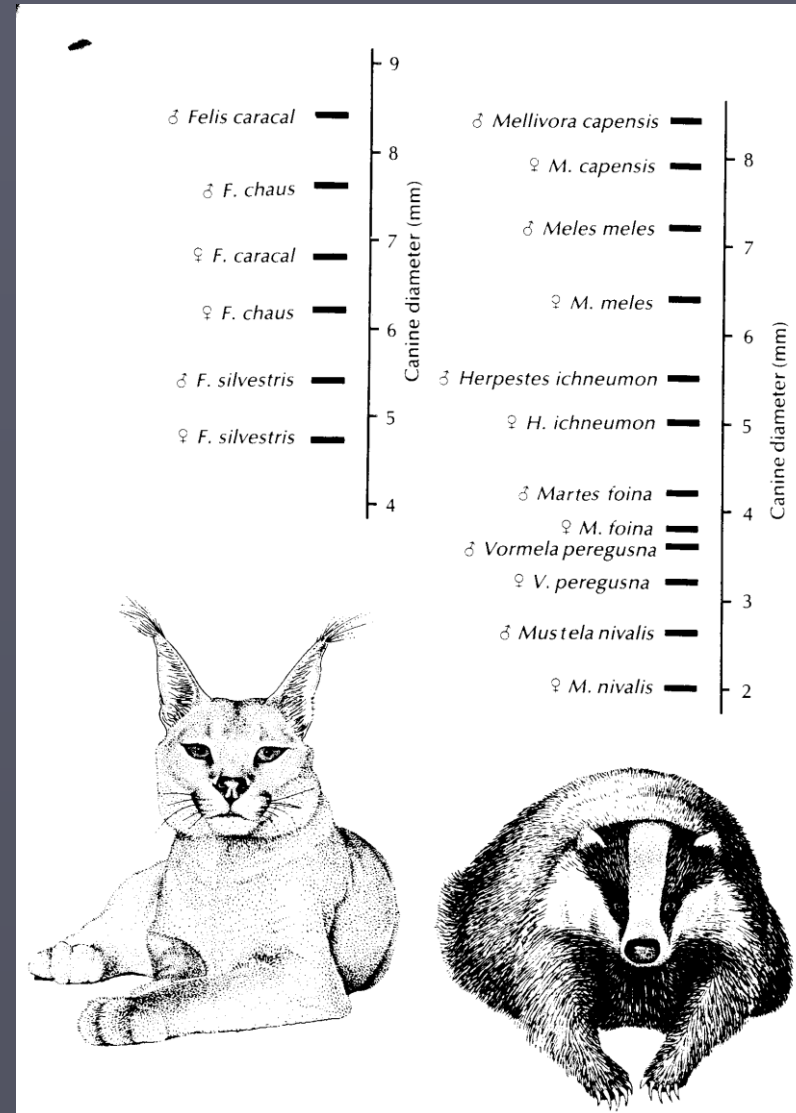 ♂ Felis caracal
♂ F. chaus
♀ F. caracal
♀ F. chaus
♂ F. silvestris
♀ F. silvestris
9
8
7
6
5
4
Canine diameter (mm)
♂ Mellivora capensis
♀ M. capensis
♂ Meles meles
♀ M. meles
♂ Herpestes ichneumon
♀ H. ichneumon
♂ Martes foina
♀ M. foina
♂ Vormela peregusna
♀ V. peregusna
♂ Mustela nivalis
♀ M. nivalis
8
7
6
5
4
3
2
Canine diameter (mm)